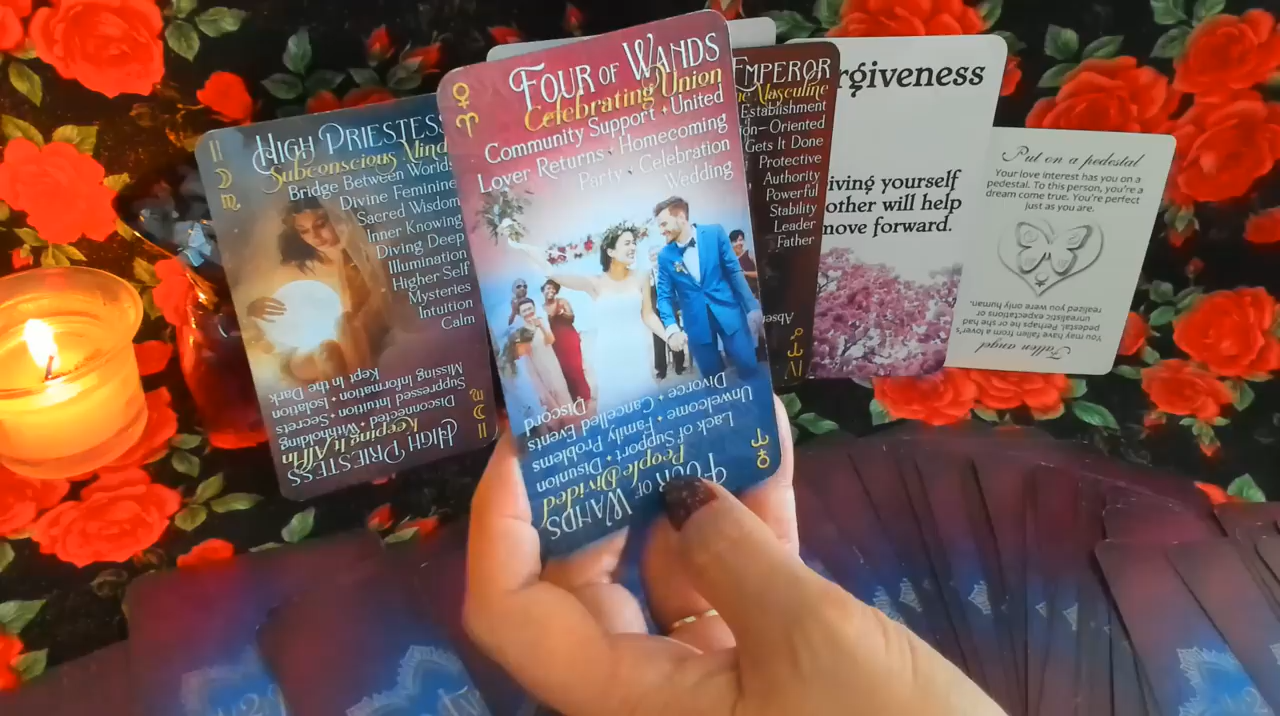 HIGH PRIESTESS
Subconscious Mind
Bridge Between Worlds
Divine Feminine
Sacred Wisdom
Inner Knowing
Diving Deep
Illumination
Higher Self
Mysteries
Intuition
Calm
II
HIGH PRIESTESS
Keeping It All In
Disconnected • Withholding
Suppressed Intuition • Secrets
Missing Information • Isolation
Kept In the Dark
II
FOUR OF WANDS
Celebrating Union
Community Support • United
Lover Returns • Homecoming
Party • Celebration
Wedding
FOUR OF WANDS
People Divided
Lack of Support • Disunion
Unwelcome • Family Problems
Divorce • Cancelled Events
Discord
EMPEROR
Masculine
Establishment
Oriented
Gets It Done
Protective
Authority
Powerful
Stability
Leader
Father
IV
rgiveness
iving yourself
other will help
move forward.
Put on a pedestal
Your love interest has you on a
pedestal. To this person, you're a
dream come true. You're perfect
just as you are.
Fallen angel
You may have fallen from a lover's
pedestal. Perhaps he or she had
unrealistic expectations or
realized you were only human.